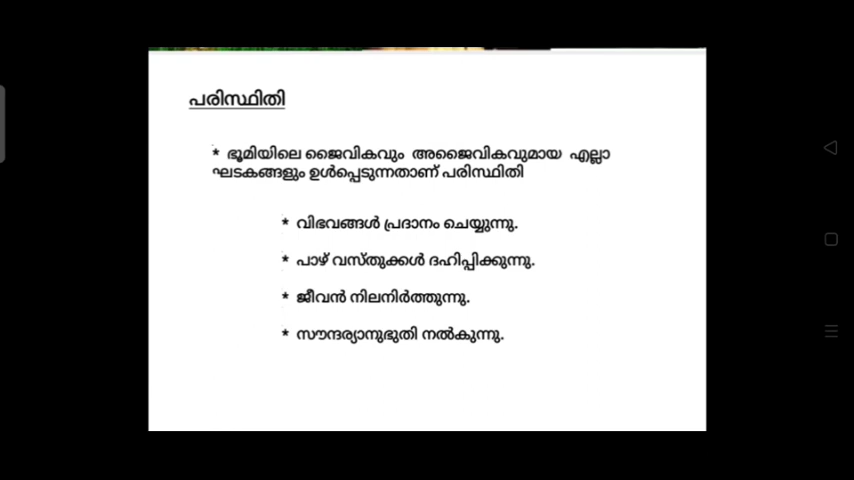 പരിസ്ഥിതി
* ഭൂമിയിലെ ജൈവികവും അജൈവികവുമായ എല്ലാ
ഘടകങ്ങളും ഉൾപ്പെടുന്നതാണ് പരിസ്ഥിതി
* വിഭവങ്ങൾ പ്രദാനം ചെയ്യുന്നു.
* പാഴ് വസ്തുക്കൾ ദഹിപ്പിക്കുന്നു.
* ജീവൻ നിലനിർത്തുന്നു.
* സൗന്ദര്യാനുഭുതി നൽകുന്നു.